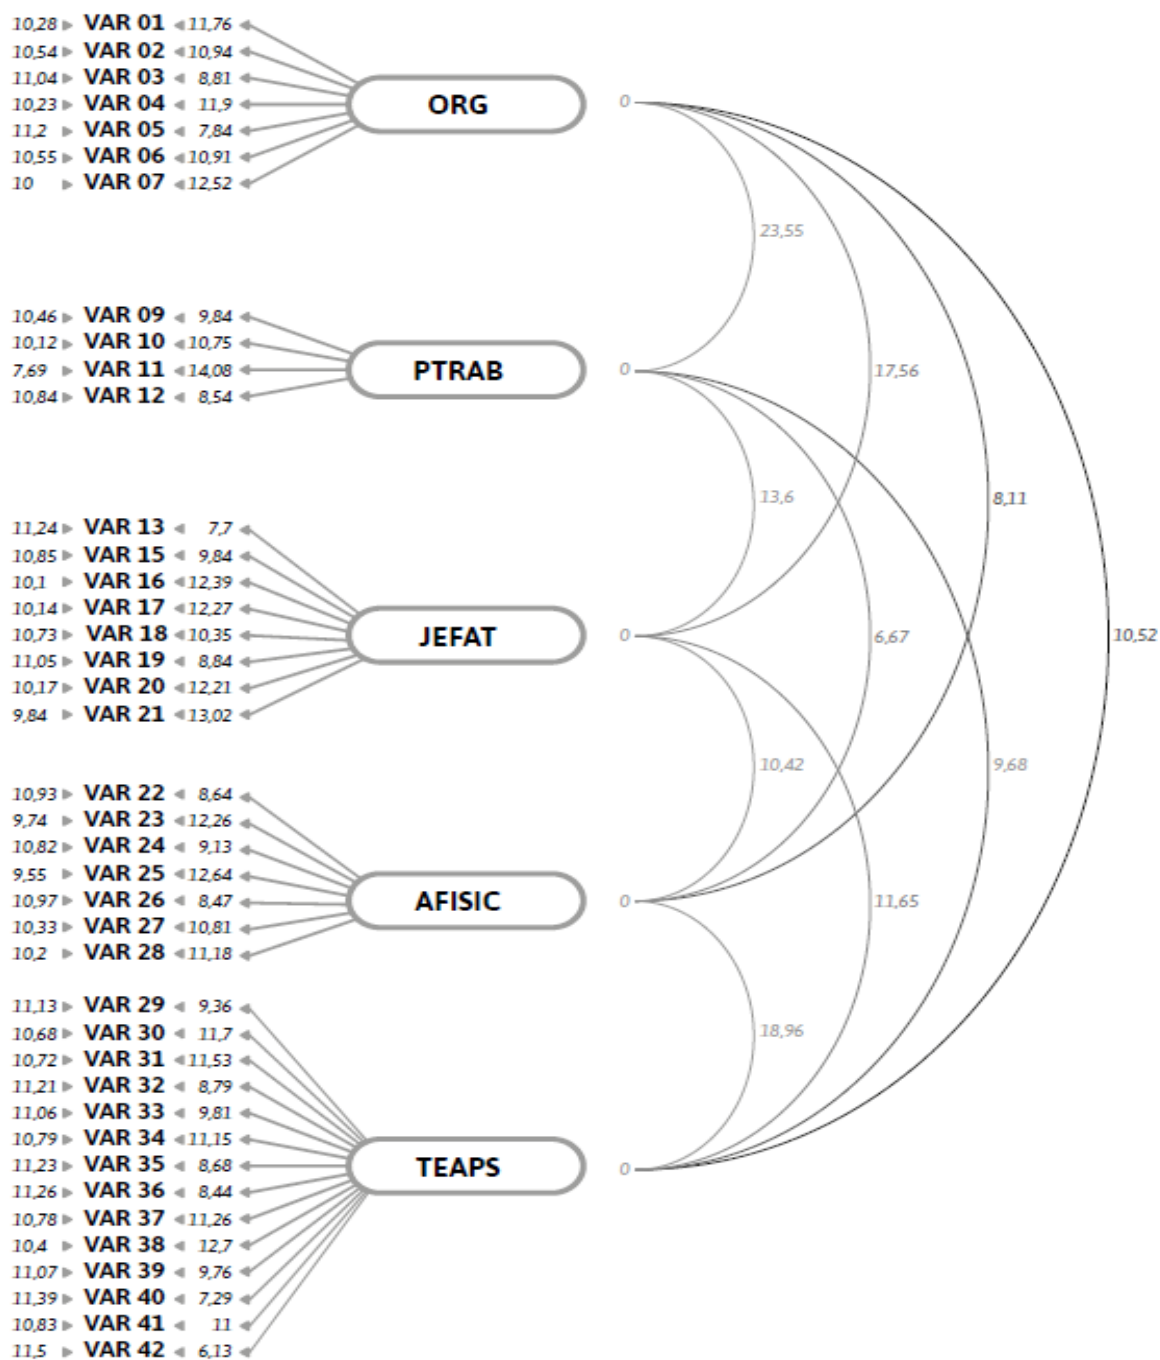 10,28 VAR 01 11,76
10,54 VAR 02 10,94
11,04 VAR 03 8,81
10,23 VAR 04 11,9
11,2 VAR 05 7,84
10,55 VAR 06 10,91
10 VAR 07 12,52
ORG
0
23,55
10,46 VAR 09 9,84
10,12 VAR 10 10,75
7,69 VAR 11 14,08
10,84 VAR 12 8,54
PTRAB
0
17,56
13,6
8,11
11,24 VAR 13 7,7
10,85 VAR 15 9,84
10,1 VAR 16 12,39
10,14 VAR 17 12,27
10,73 VAR 18 10,35
11,05 VAR 19 8,84
10,17 VAR 20 12,21
9,84 VAR 21 13,02
JEFAT
0
6,67
10,52
10,42
9,68
10,93 VAR 22 8,64
9,74 VAR 23 12,26
10,82 VAR 24 9,13
9,55 VAR 25 12,64
10,97 VAR 26 8,47
10,33 VAR 27 10,81
10,2 VAR 28 11,18
AFISIC
0
11,65
18,96
11,13 VAR 29 9,36
10,68 VAR 30 11,7
10,72 VAR 31 11,53
11,21 VAR 32 8,79
11,06 VAR 33 9,81
10,79 VAR 34 11,15
11,23 VAR 35 8,68
11,26 VAR 36 8,44
10,78 VAR 37 11,26
10,4 VAR 38 12,7
11,07 VAR 39 9,76
11,39 VAR 40 7,29
10,83 VAR 41 11
11,5 VAR 42 6,13
TEAPS
0